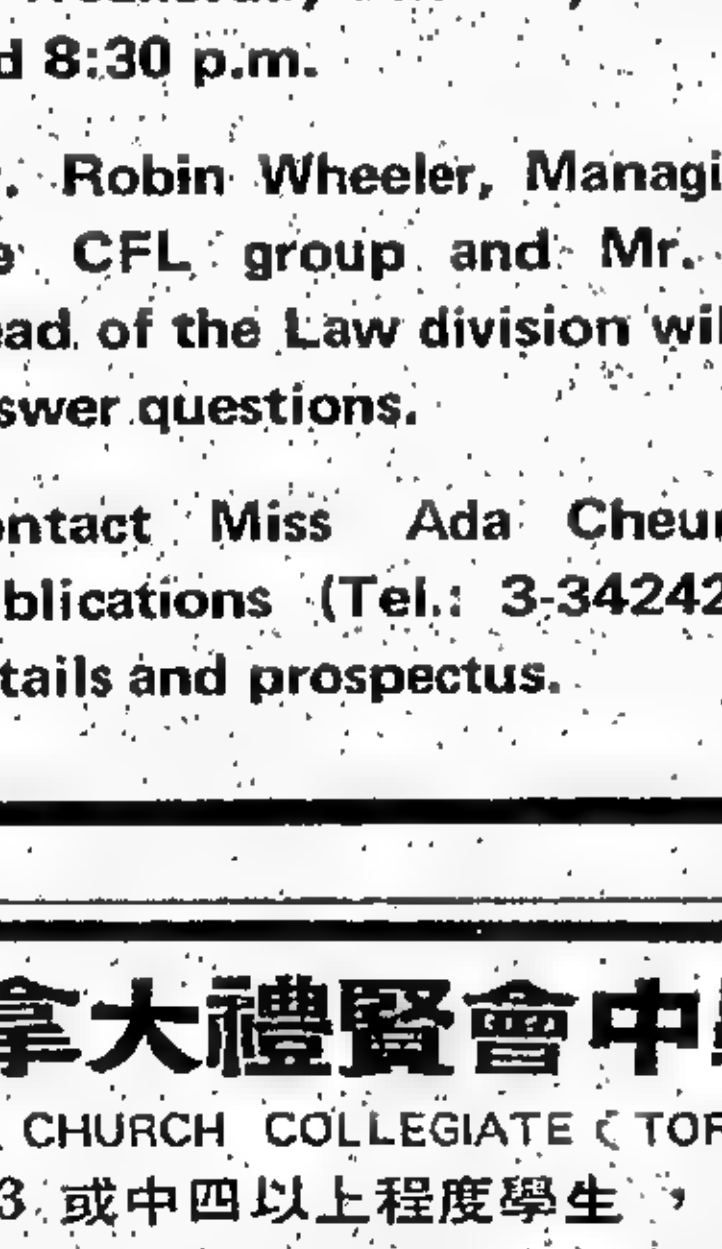 d 8:30 p.m.
. Robin Wheeler, Managi
e CFL group and Mr.
ead of the Law division wil
swer questions.
ontact Miss Ada Cheun
blications (Tel.: 3-34242
tails and prospectus.
拿大禮賢會中
CHURCH COLLEGIATE ( TOR
3 或中四以上程度學生，